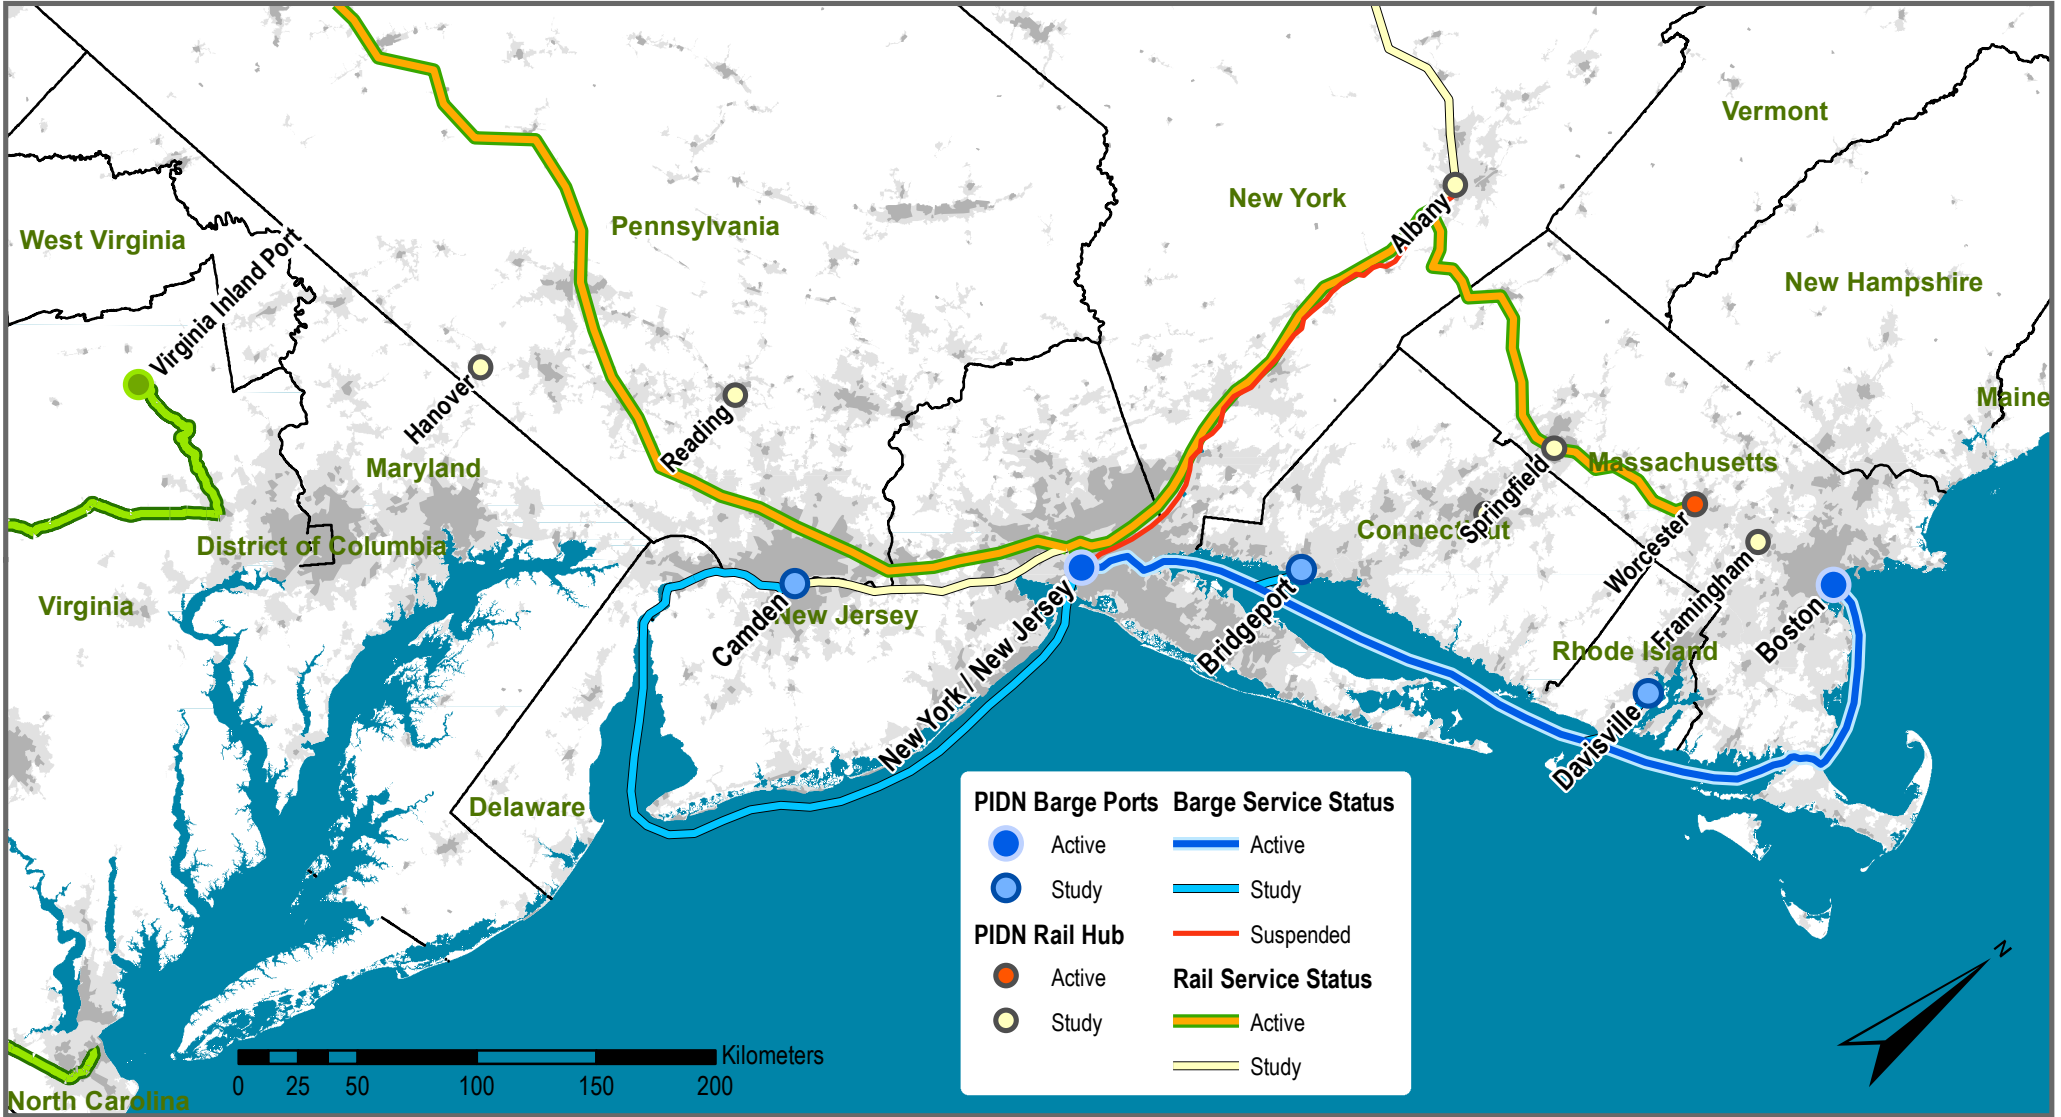 Vermont
New York
Pennsylvania
West Virginia
Albany
New Hampshire
Virginia Inland Port
Maine
Hanover
Reading
Maryland
Massachusetts
Springfield
Connecticut
District of Columbia
Worcester
Framingham
Virginia
New Jersey
Camden
New York / New Jersey
Bridgeport
Rhode Island
Boston
Davisville
Delaware
PIDN Barge Ports
Active
Study
PIDN Rail Hub
Active
Study
Barge Service Status
Active
Study
Suspended
Rail Service Status
Active
Study
N
Kilometers
0 25 50 100 150 200
North Carolina